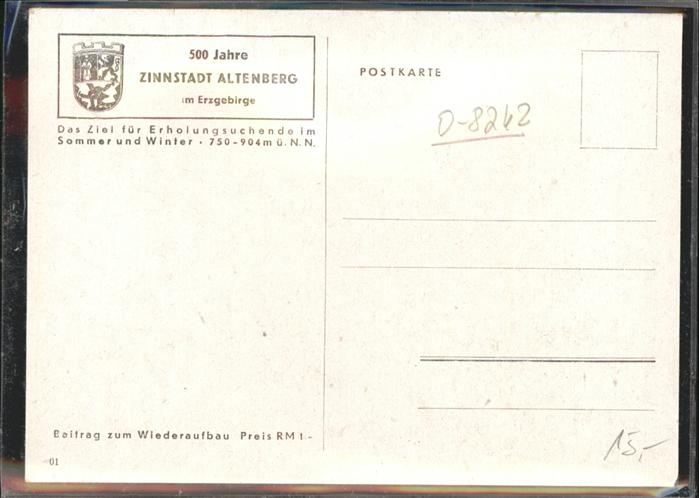 500 Jahre
ZINNSTADT ALTENBERG
im Erzgebirge
Das Ziel für Erholungsuchende im
Sommer und Winter · 750-904m ü. N. N.
POSTKARTE
O-8242
Beitrag zum Wiederaufbau Preis RM 1.-
01
15,-